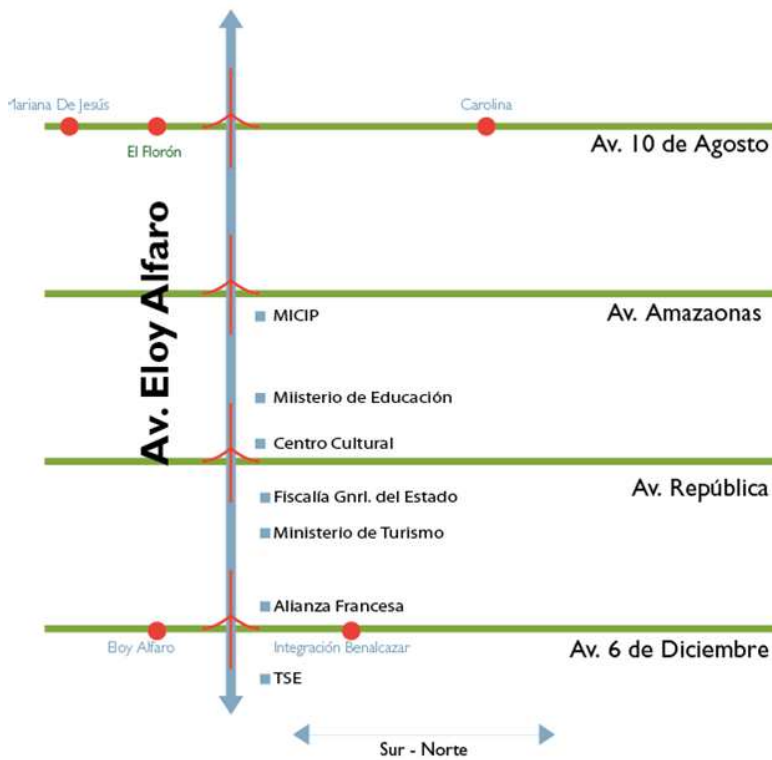 Mariana De Jesús
Carolina
El Florón
Av. 10 de Agosto
Av. Eloy Alfaro
Av. Amazaonas
MICIP
Miisterio de Educación
Centro Cultural
Av. República
Fiscalía Gnrl. del Estado
Ministerio de Turismo
Alianza Francesa
Eloy Alfaro
Integración Benalcazar
Av. 6 de Diciembre
TSE
Sur - Norte